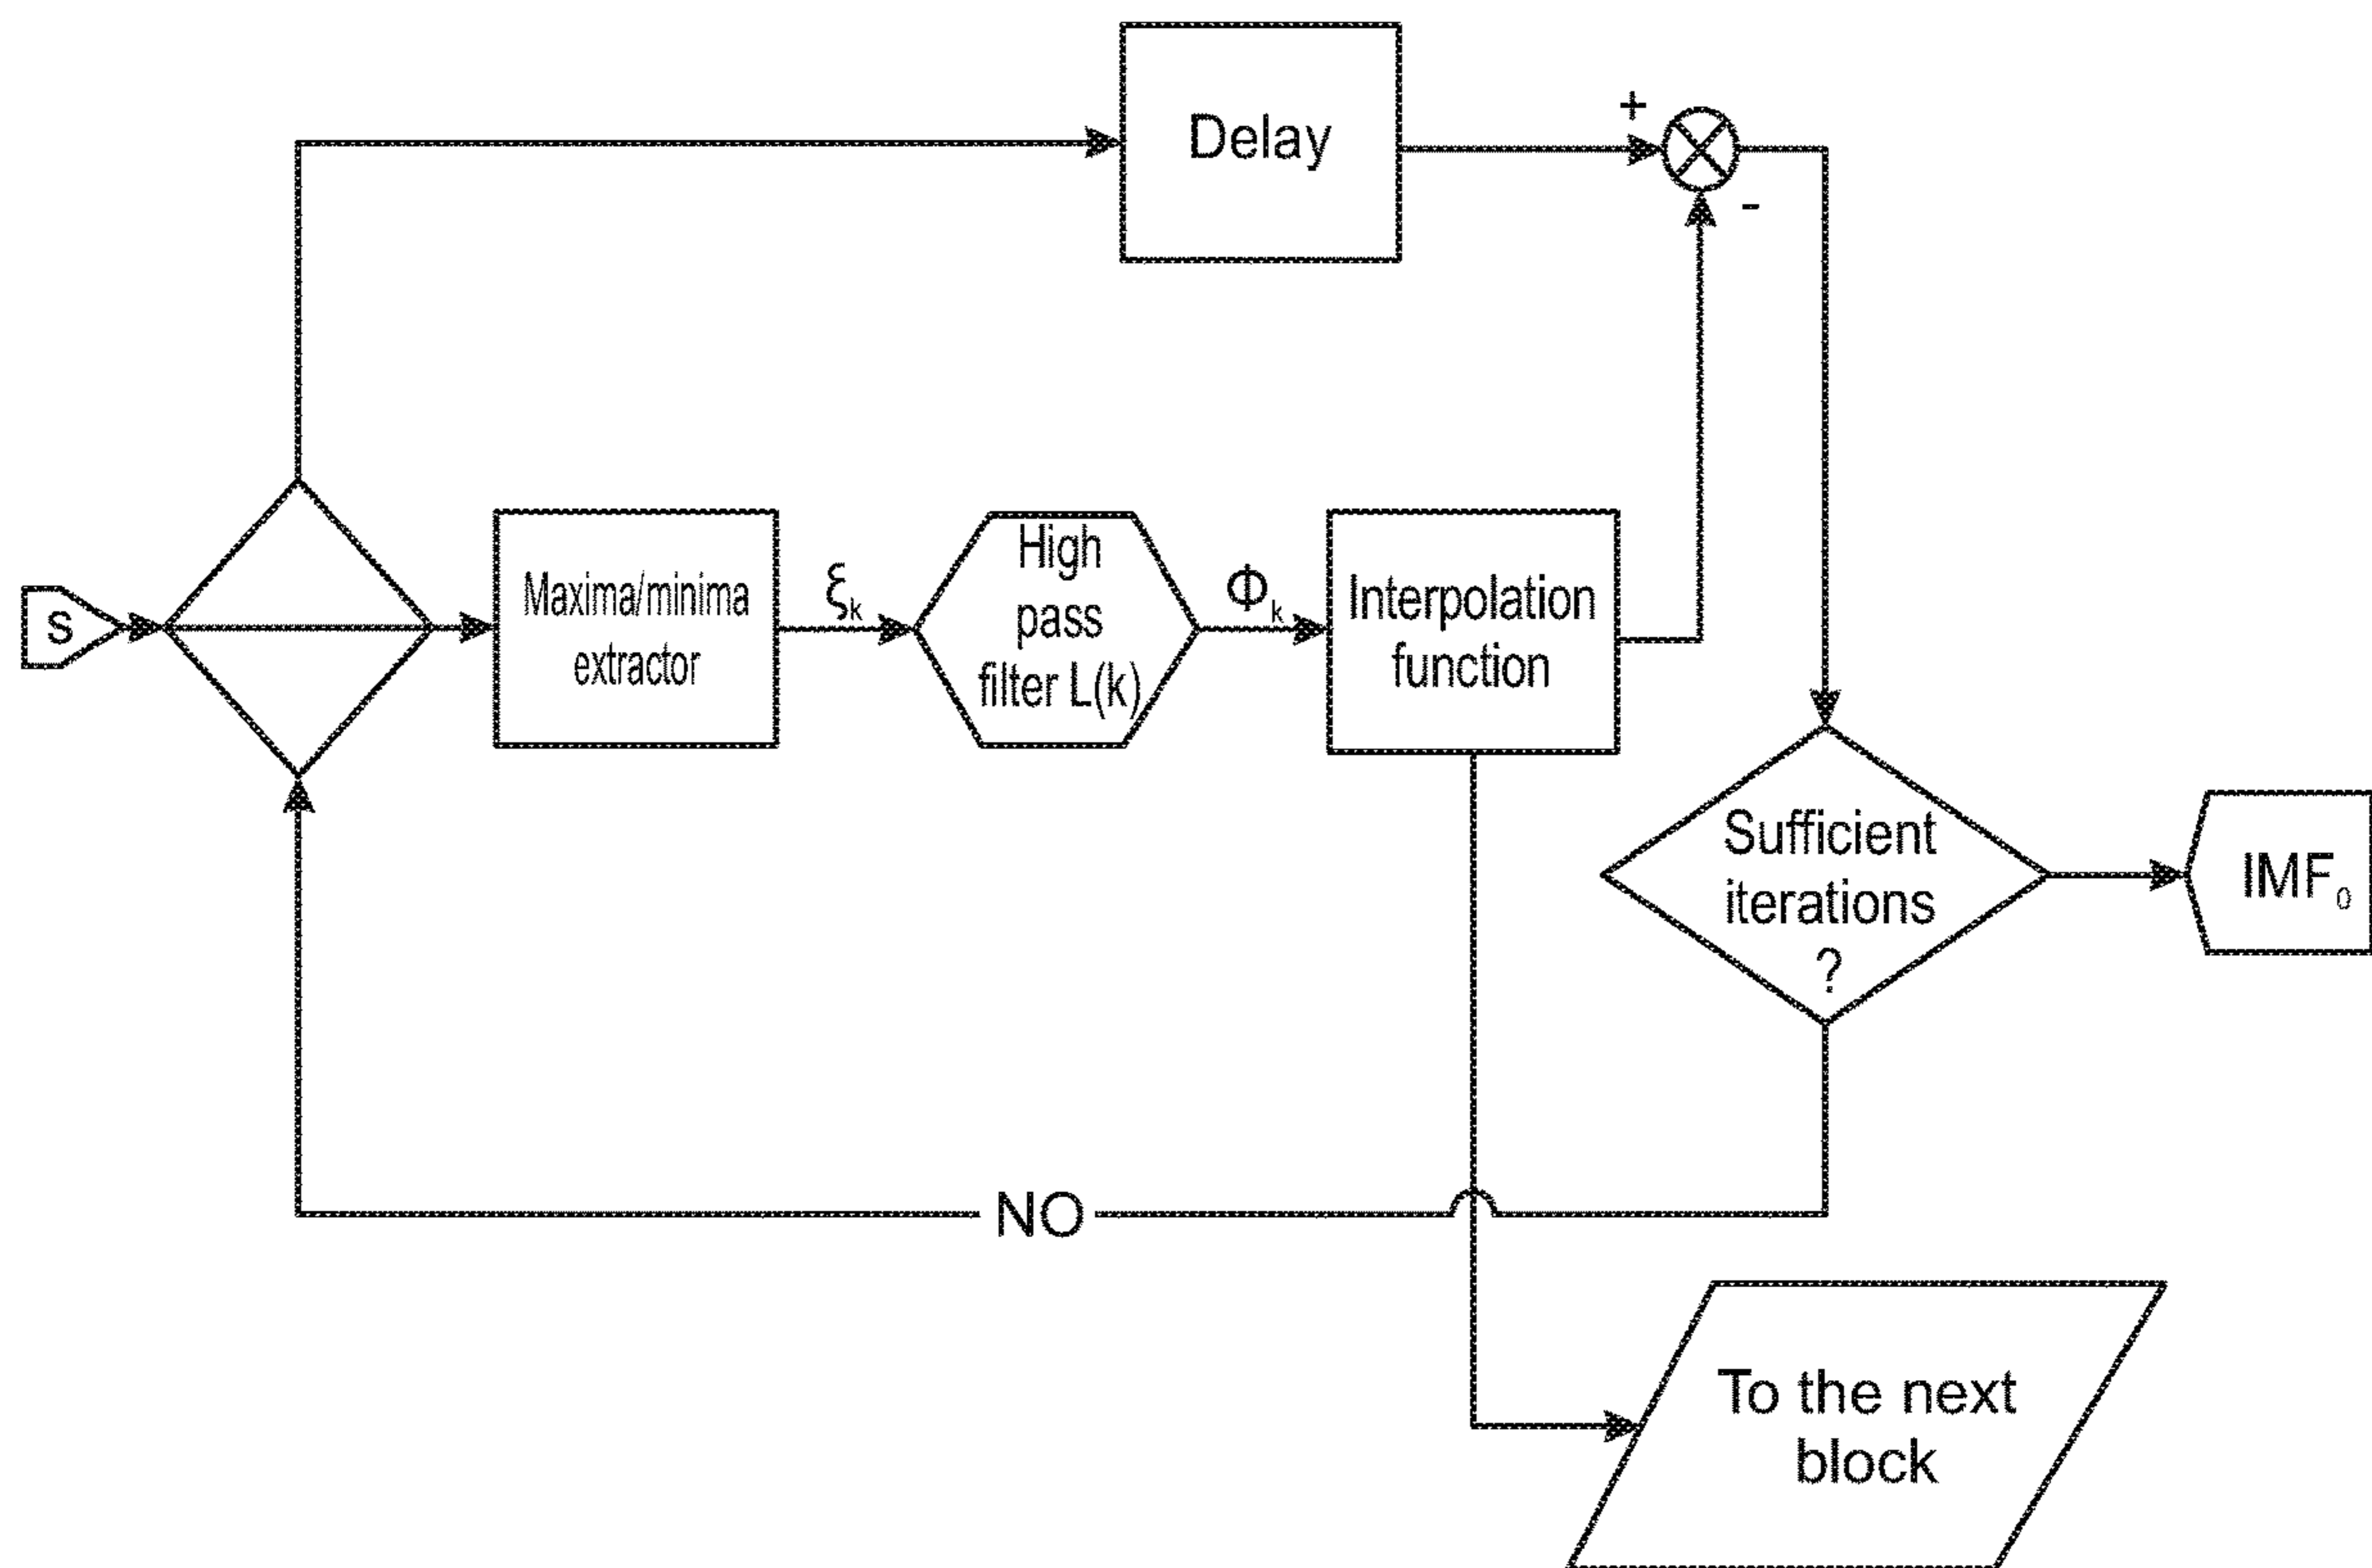 Delay
+
-
s
Maxima/minima
extractor
ξk
High
pass
filter L(k)
Φk
Interpolation
function
Sufficient
iterations
?
IMF0
NO
To the next
block